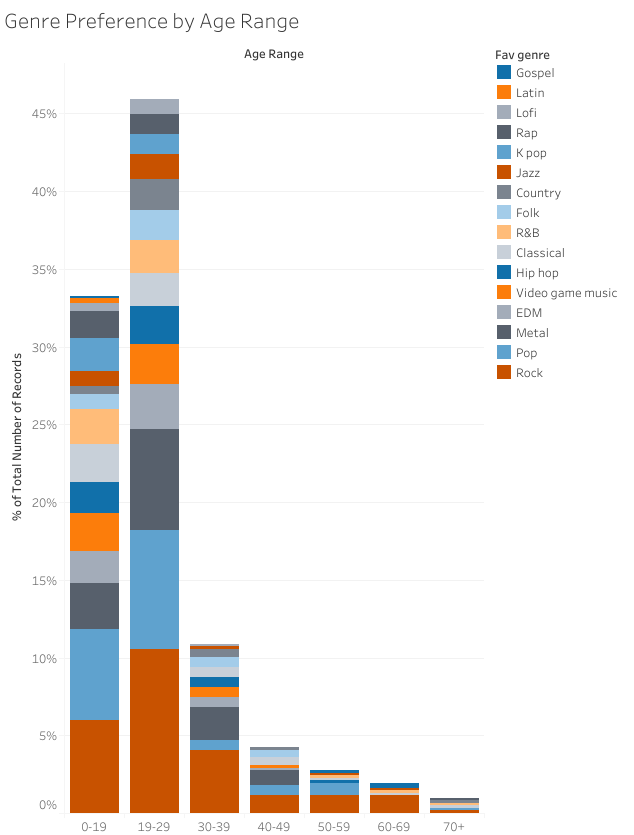 Genre Preference by Age Range
Age Range
% of Total Number of Records
45%
40%
35%
30%
25%
20%
15%
10%
5%
0%
0-19
19-29
30-39
40-49
50-59
60-69
70+
Fav genre
Gospel
Latin
Lofi
Rap
K pop
Jazz
Country
Folk
R&B
Classical
Hip hop
Video game music
EDM
Metal
Pop
Rock